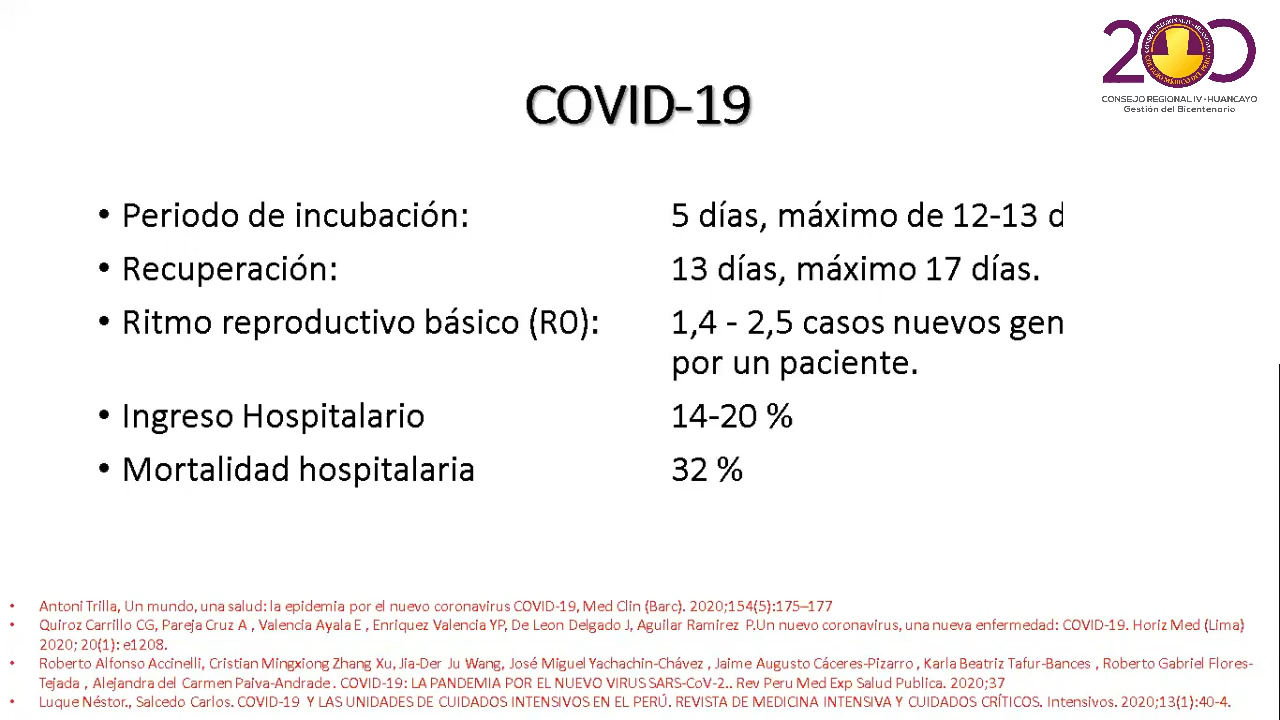 200
CONSEJO REGIONAL IV - HUANCAYO
COLEGIO MÉDICO DEL PERÚ
CONSEJO REGIONAL IV - HUANCAYO
Gestión del Bicentenario
COVID-19
• Periodo de incubación: 5 días, máximo de 12-13 d
• Recuperación: 13 días, máximo 17 días.
• Ritmo reproductivo básico (R0): 1,4 - 2,5 casos nuevos gen
por un paciente.
• Ingreso Hospitalario 14-20 %
• Mortalidad hospitalaria 32 %
• Antoni Trilla, Un mundo, una salud: la epidemia por el nuevo coronavirus COVID-19, Med Clin (Barc). 2020;154(5):175–177
• Quiroz Carrillo CG, Pareja Cruz A , Valencia Ayala E , Enriquez Valencia YP, De Leon Delgado J, Aguilar Ramirez P.Un nuevo coronavirus, una nueva enfermedad: COVID-19. Horiz Med (Lima)
2020; 20(1): e1208.
• Roberto Alfonso Accinelli, Cristian Mingxiong Zhang Xu, Jia-Der Ju Wang, José Miguel Yachachin-Chávez , Jaime Augusto Cáceres-Pizarro , Karla Beatriz Tafur-Bances , Roberto Gabriel Flores-
Tejada , Alejandra del Carmen Paiva-Andrade . COVID-19: LA PANDEMIA POR EL NUEVO VIRUS SARS-CoV-2.. Rev Peru Med Exp Salud Publica. 2020;37
• Luque Néstor., Salcedo Carlos. COVID-19 Y LAS UNIDADES DE CUIDADOS INTENSIVOS EN EL PERÚ. REVISTA DE MEDICINA INTENSIVA Y CUIDADOS CRÍTICOS. Intensivos. 2020;13(1):40-4.